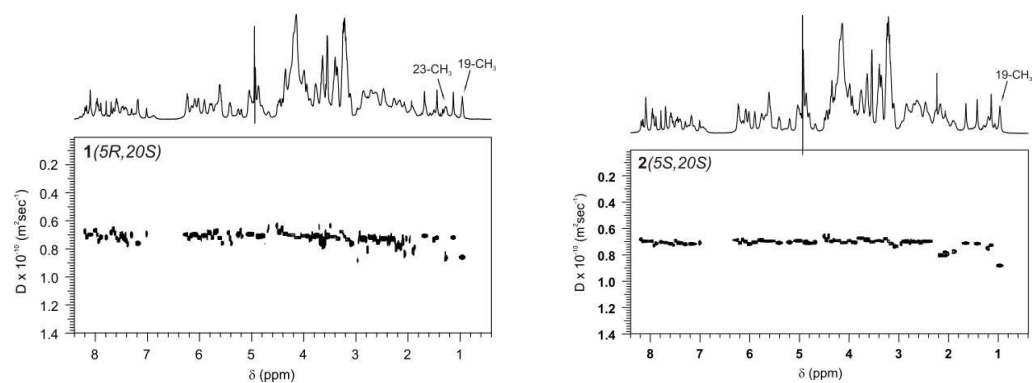 23-CH₃
19-CH₃
1(5R,20S)
0.2
0.4
0.6
0.8
1.0
1.2
1.4
D x 10⁻¹⁰ (m²sec⁻¹)
8 7 6 5 4 3 2 1
δ (ppm)
19-CH₃
2(5S,20S)
0.2
0.4
0.6
0.8
1.0
1.2
1.4
D x 10⁻¹⁰ (m²sec⁻¹)
8 7 6 5 4 3 2 1
δ (ppm)